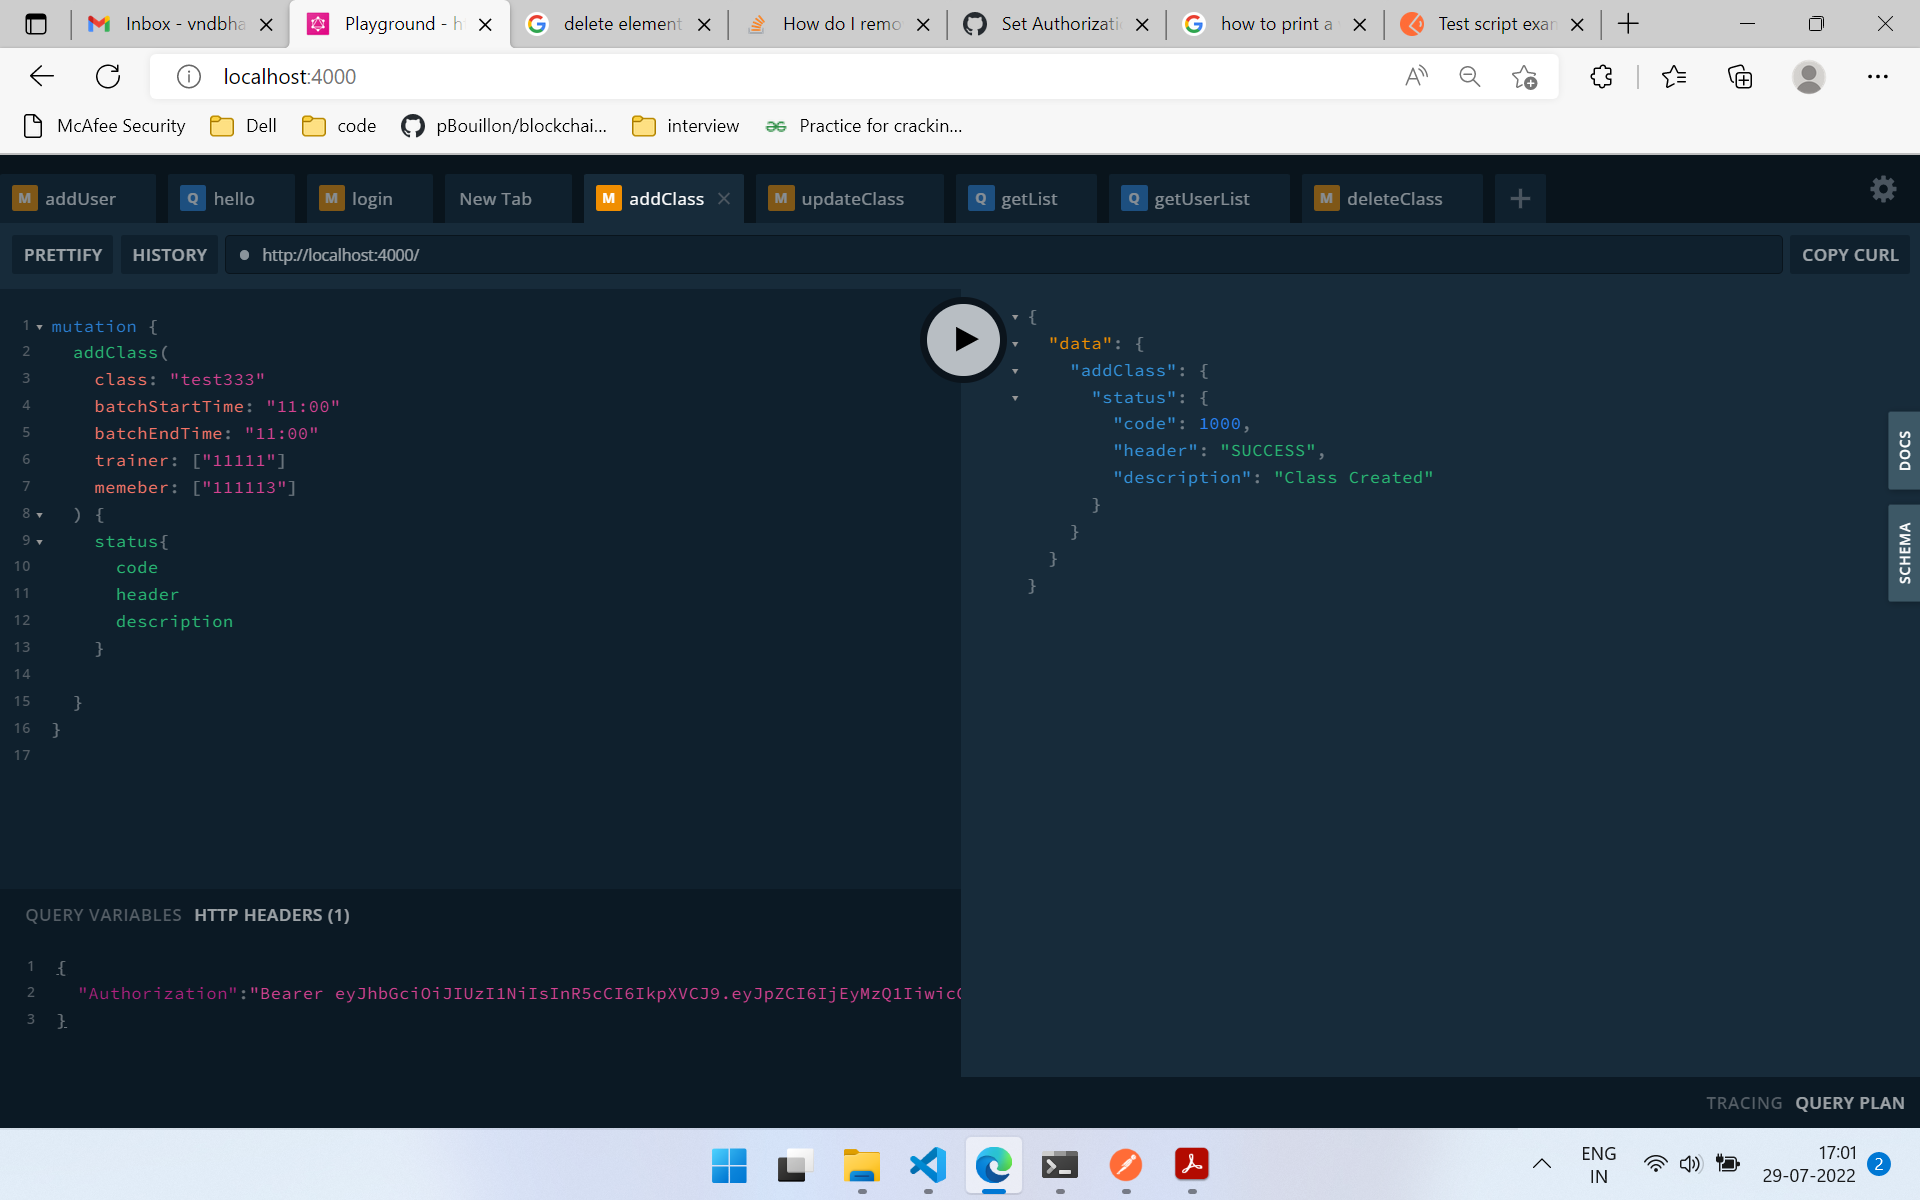 Inbox - vndbha
Playground - h
delete element
How do I remo
Set Authorizati
how to print a
Test script exam
localhost:4000
McAfee Security
Dell
code
pBouillon/blockchai...
interview
Practice for crackin...
M addUser
Q hello
M login
New Tab
M addClass
M updateClass
Q getList
Q getUserList
M deleteClass
PRETTIFY
HISTORY
http://localhost:4000/
COPY CURL
1 mutation {
2 addClass(
3 class: "test333"
4 batchStartTime: "11:00"
5 batchEndTime: "11:00"
6 trainer: ["11111"]
7 memeber: ["111113"]
8 ) {
9 status{
10 code
11 header
12 description
13 }
14
15 }
16 }
17
{
"data": {
"addClass": {
"status": {
"code": 1000,
"header": "SUCCESS",
"description": "Class Created"
}
}
}
}
DOCS
SCHEMA
QUERY VARIABLES HTTP HEADERS (1)
1 {
2 "Authorization":"Bearer eyJhbGciOiJIUzI1NiIsInR5cCI6IkpXVCJ9.eyJpZCI6IjEyMzQ1Iiwic
3 }
TRACING QUERY PLAN
ENG
IN
17:01
29-07-2022
2